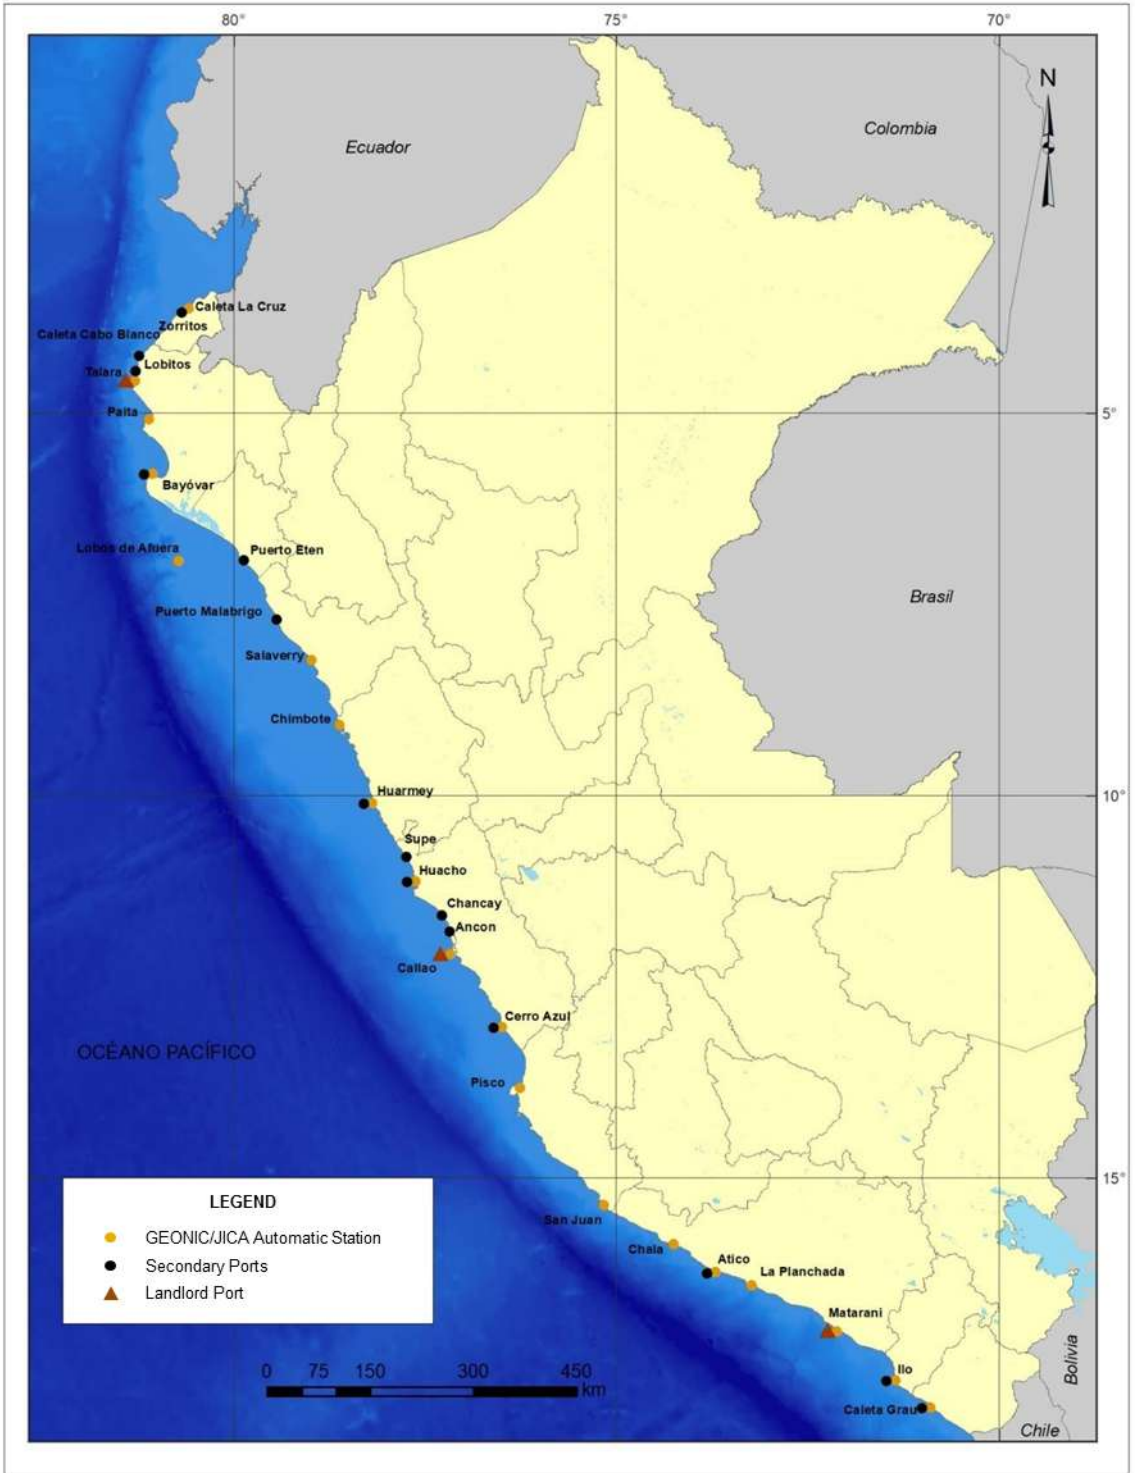 80°
75°
70°
N
Colombia
Ecuador
Caleta La Cruz
Zorritos
Caleta Cabo Blanco
Lobitos
Talara
Paita
5°
Bayóvar
Lobos de Afuera
Puerto Eten
Brasil
Puerto Malabrigo
Salaverry
Chimbote
Huarmey
10°
Supe
Huacho
Chancay
Ancon
Callao
Cerro Azul
OCÉANO PACÍFICO
Pisco
15°
LEGEND
GEONIC/JICA Automatic Station
Secondary Ports
Landlord Port
San Juan
Chala
Atico
La Planchada
Matarani
Ilo
Caleta Grau
Bolivia
Chile
0 75 150 300 450
km